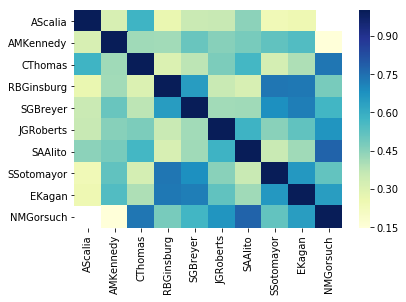 AScalia
AMKennedy
CThomas
RBGinsburg
SGBreyer
JGRoberts
SAAlito
SSotomayor
EKagan
NMGorsuch
AScalia
AMKennedy
CThomas
RBGinsburg
SGBreyer
JGRoberts
SAAlito
SSotomayor
EKagan
NMGorsuch
0.90
0.75
0.60
0.45
0.30
0.15